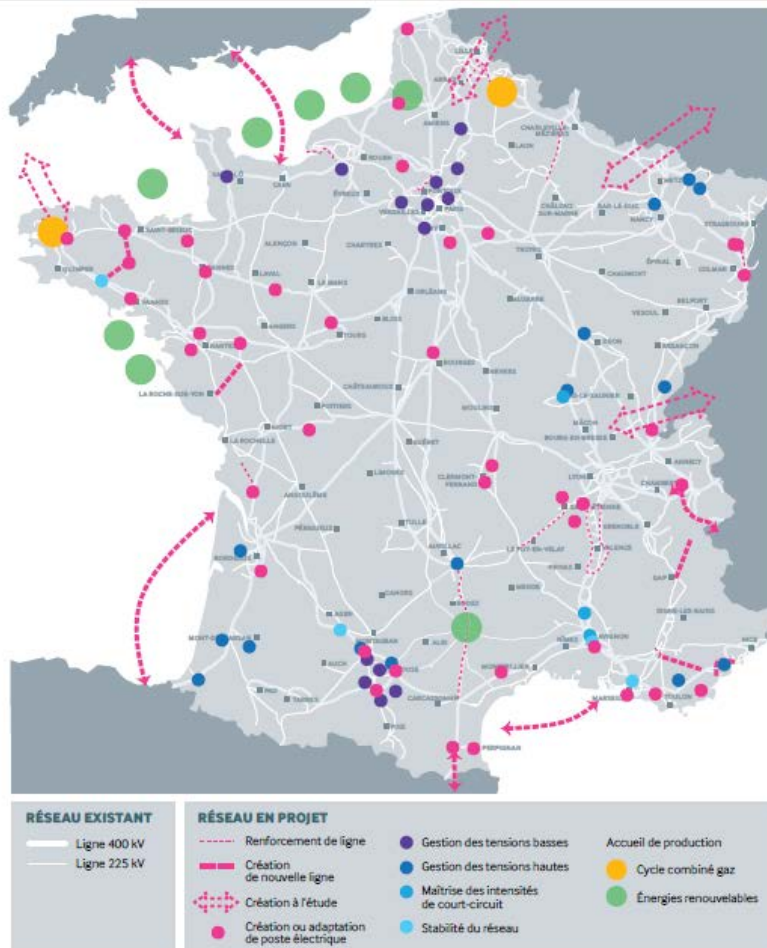 LILLE
ARRAS
AMIENS
CHARLEVILLE-
MÉZIÈRES
LAON
ROUEN
SAINT-LÔ
CAEN
ÉVREUX
PONTOISE
VERSAILLES
PARIS
CHÂLONS
SUR-MARNE
BAR-LE-DUC
METZ
NANCY
STRASBOURG
SAINT-BRIEUC
QUIMPER
RENNES
VANNES
ALENÇON
CHARTRES
LAVAL
LE MANS
ORLÉANS
TROYES
CHAUMONT
ÉPINAL
COLMAR
BELFORT
VESOUL
AUXERRE
BLOIS
TOURS
ANGERS
NANTES
DIJON
BESANÇON
BOURGES
NEVERS
LA ROCHE-SUR-YON
CHÂTEAUROUX
POITIERS
MOULINS
MÂCON
BOURG-EN-BRESSE
NIORT
LA ROCHELLE
GUÉRET
LIMOGES
CLERMONT-
FERRAND
LYON
ANNECY
ANGOULÊME
TULLE
PÉRIGUEUX
GRENOBLE
LE PUY-EN-VELAY
VALENCE
PRIVAS
AURILLAC
BORDEAUX
CAHORS
RODEZ
MENDE
GAP
DIGNE-LES-BAINS
AGEN
MONTAUBAN
ALBI
NÎMES
AVIGNON
NICE
AUCH
MONTPELLIER
PAU
TARBES
CARCASSONNE
FOIX
TOULON
PERPIGNAN
RÉSEAU EXISTANT
Ligne 400 kV
Ligne 225 kV
RÉSEAU EN PROJET
Renforcement de ligne
Création
de nouvelle ligne
Création à l'étude
Création ou adaptation
de poste électrique
Gestion des tensions basses
Gestion des tensions hautes
Maîtrise des intensités
de court-circuit
Stabilité du réseau
Accueil de production
Cycle combiné gaz
Énergies renouvelables